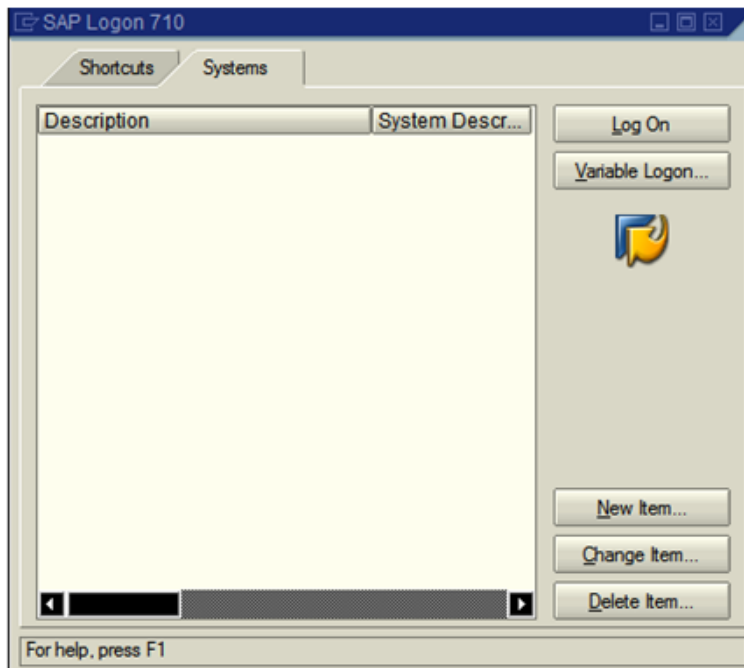 SAP Logon 710
Shortcuts Systems
Description System Descr...
Log On
Variable Logon...
New Item...
Change Item...
Delete Item...
For help, press F1